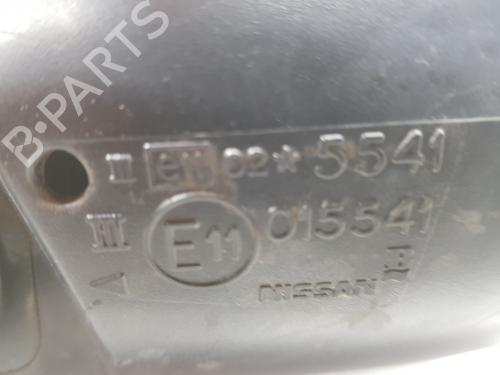 B-PARTS
II e11 02*5541
III E11 015541
NISSAN B